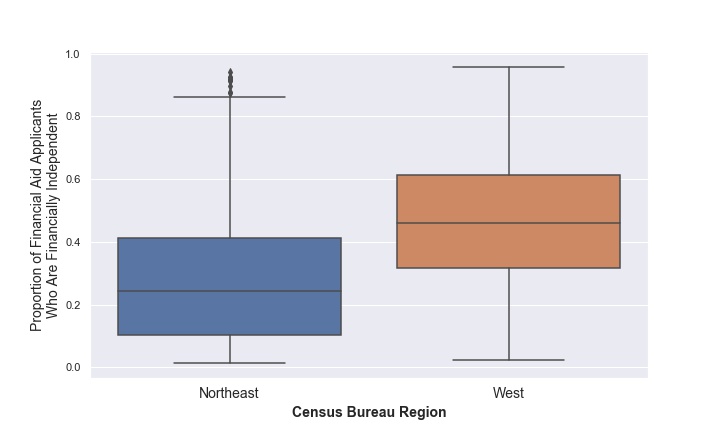 1.0
0.8
0.6
0.4
0.2
0.0
Proportion of Financial Aid Applicants
Who Are Financially Independent
Northeast
West
Census Bureau Region